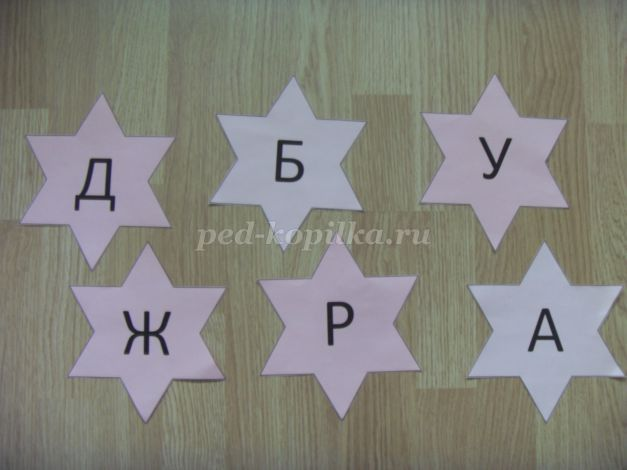 Д Б У
ped-kopilka.ru
Ж Р А